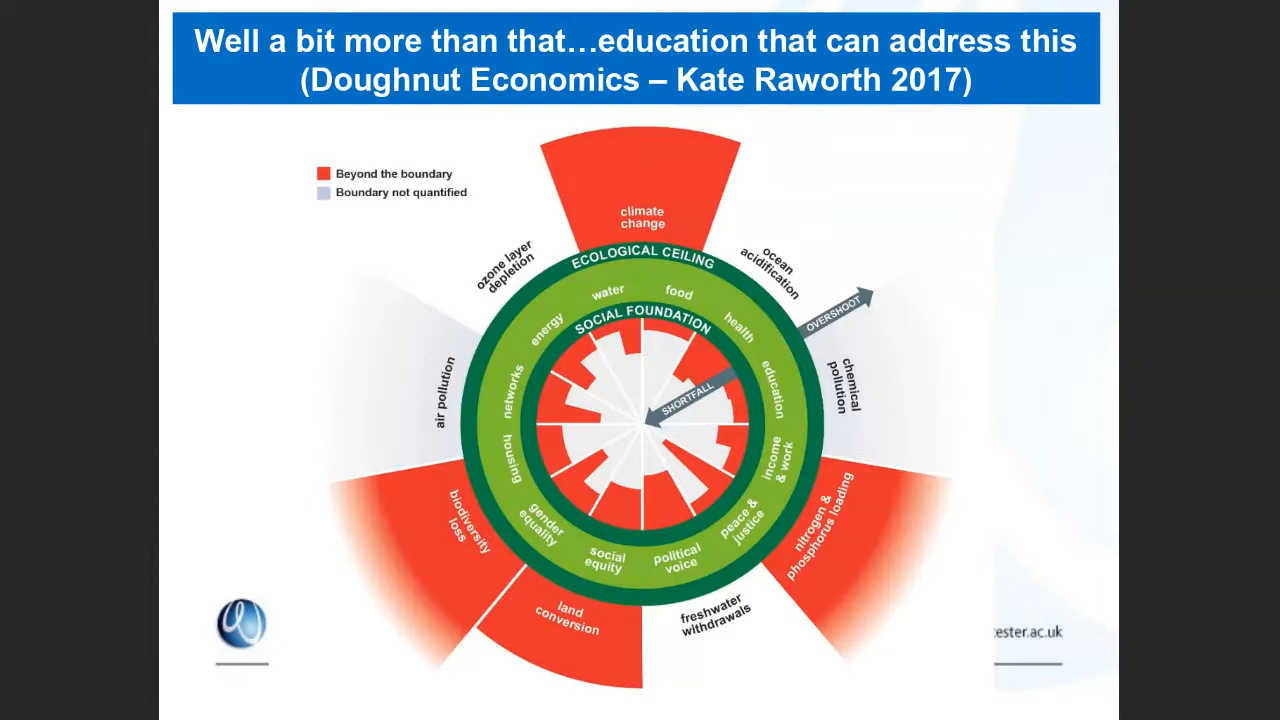 Well a bit more than that…education that can address this
(Doughnut Economics – Kate Raworth 2017)
Beyond the boundary
Boundary not quantified
climate
change
ozone layer
depletion
ocean
acidification
ECOLOGICAL CEILING
OVERSHOOT
water
food
energy
health
SOCIAL FOUNDATION
networks
education
SHORTFALL
air pollution
chemical
pollution
housing
income
& work
gender
equality
peace &
justice
social
equity
political
voice
biodiversity
loss
nitrogen &
phosphorus loading
land
conversion
freshwater
withdrawals
ester.ac.uk